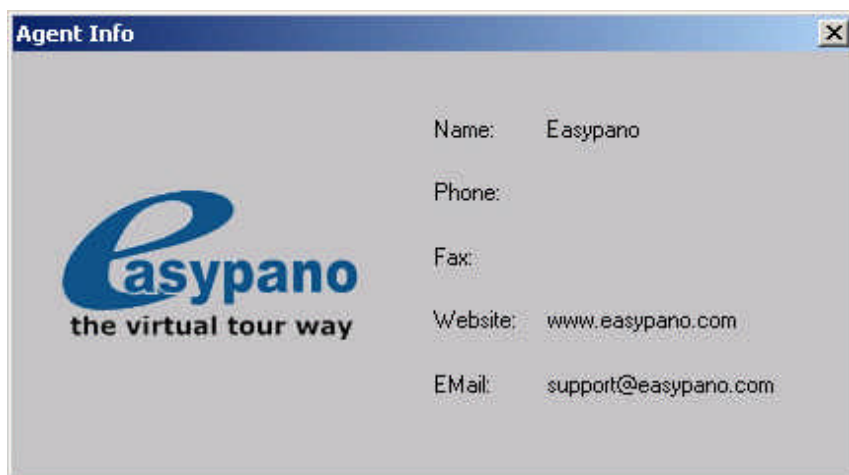 Agent Info
easypano
the virtual tour way
Name: Easypano
Phone:
Fax:
Website: www.easypano.com
EMail: support@easypano.com